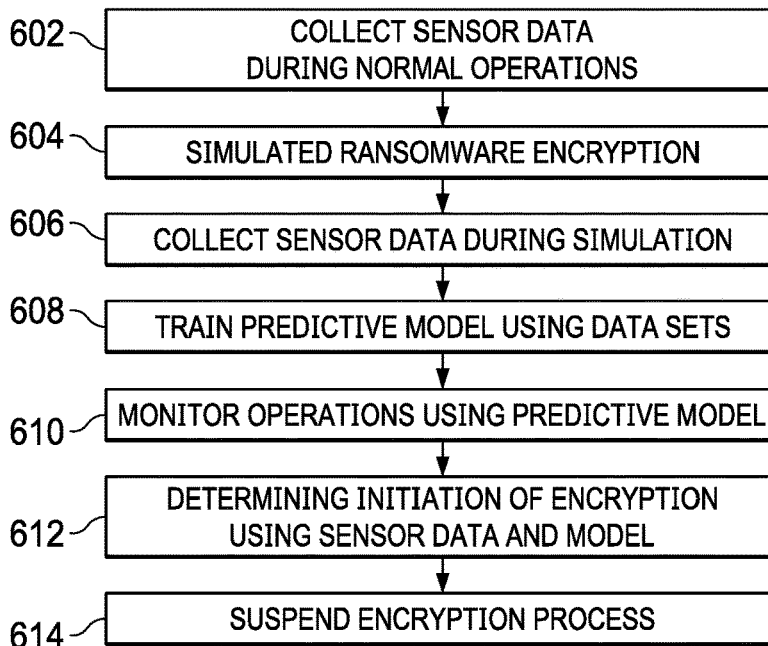 602
COLLECT SENSOR DATA
DURING NORMAL OPERATIONS
604
SIMULATED RANSOMWARE ENCRYPTION
606
COLLECT SENSOR DATA DURING SIMULATION
608
TRAIN PREDICTIVE MODEL USING DATA SETS
610
MONITOR OPERATIONS USING PREDICTIVE MODEL
612
DETERMINING INITIATION OF ENCRYPTION
USING SENSOR DATA AND MODEL
614
SUSPEND ENCRYPTION PROCESS